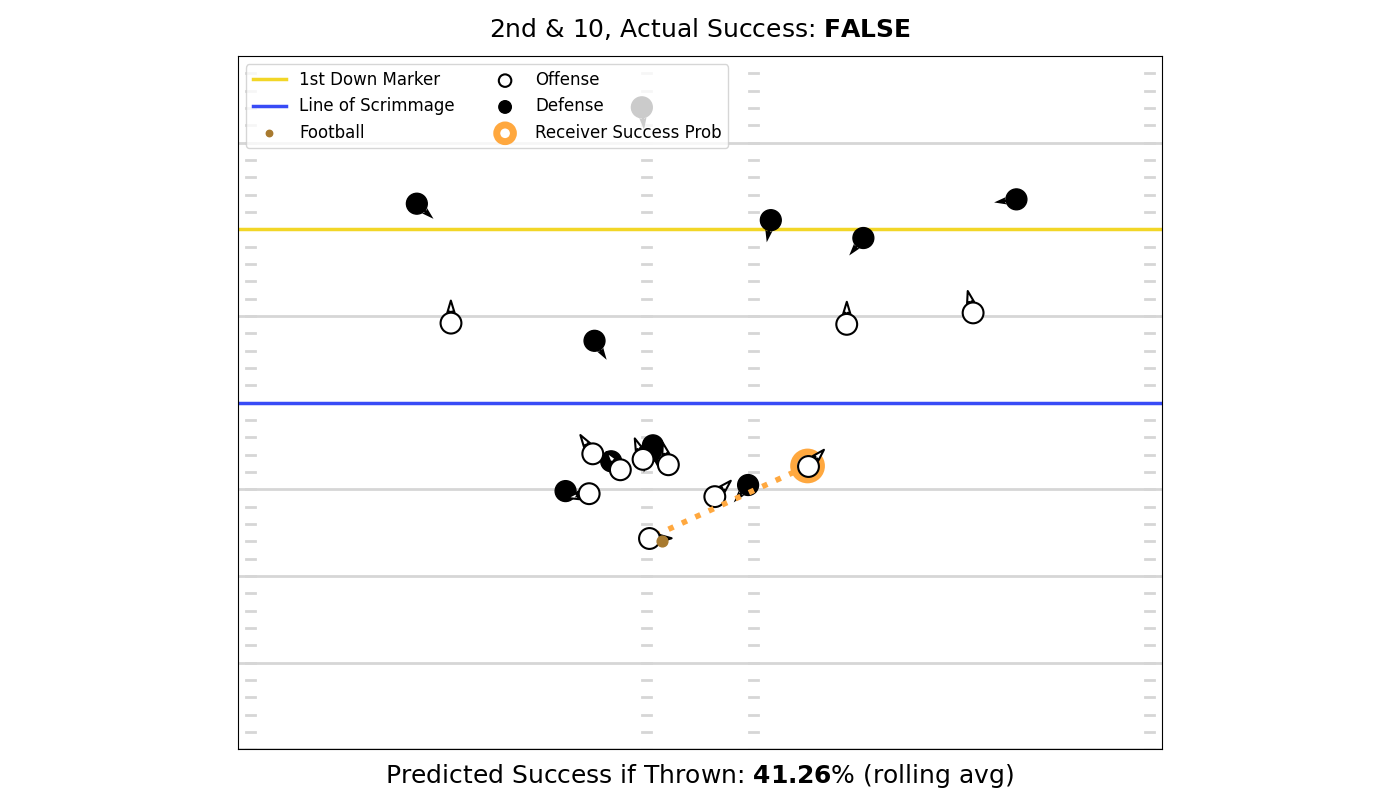 2nd & 10, Actual Success: FALSE
1st Down Marker
Line of Scrimmage
Football
Offense
Defense
Receiver Success Prob
Predicted Success if Thrown: 41.26% (rolling avg)